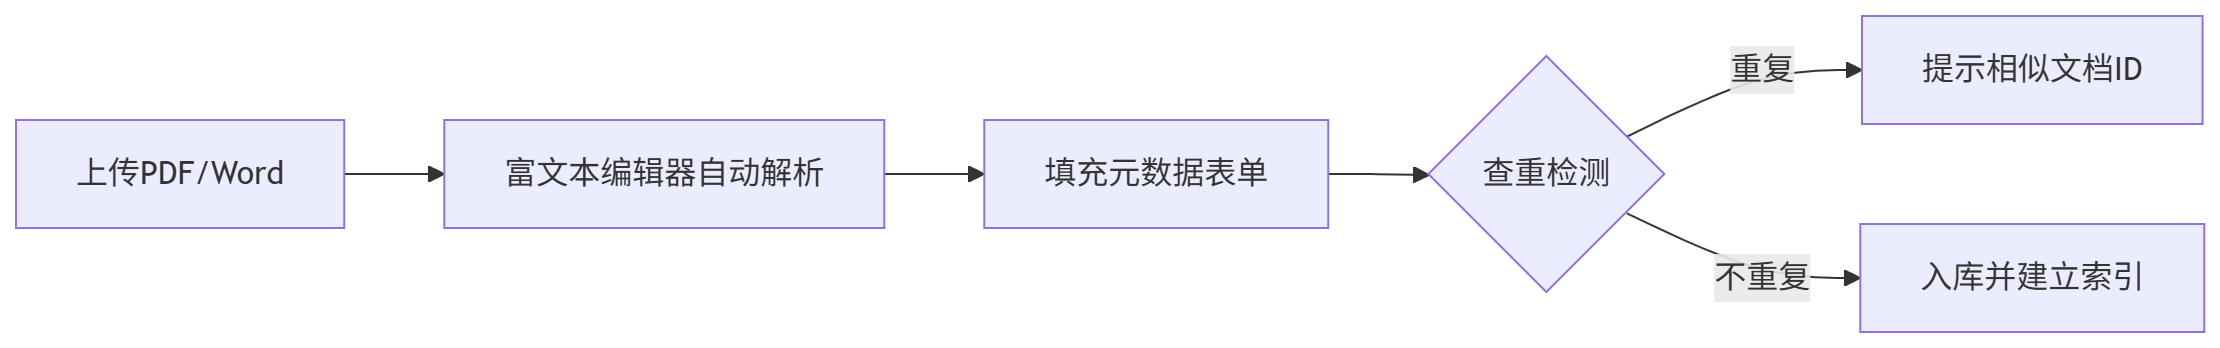 上传PDF/Word
富文本编辑器自动解析
填充元数据表单
查重检测
重复
提示相似文档ID
不重复
入库并建立索引